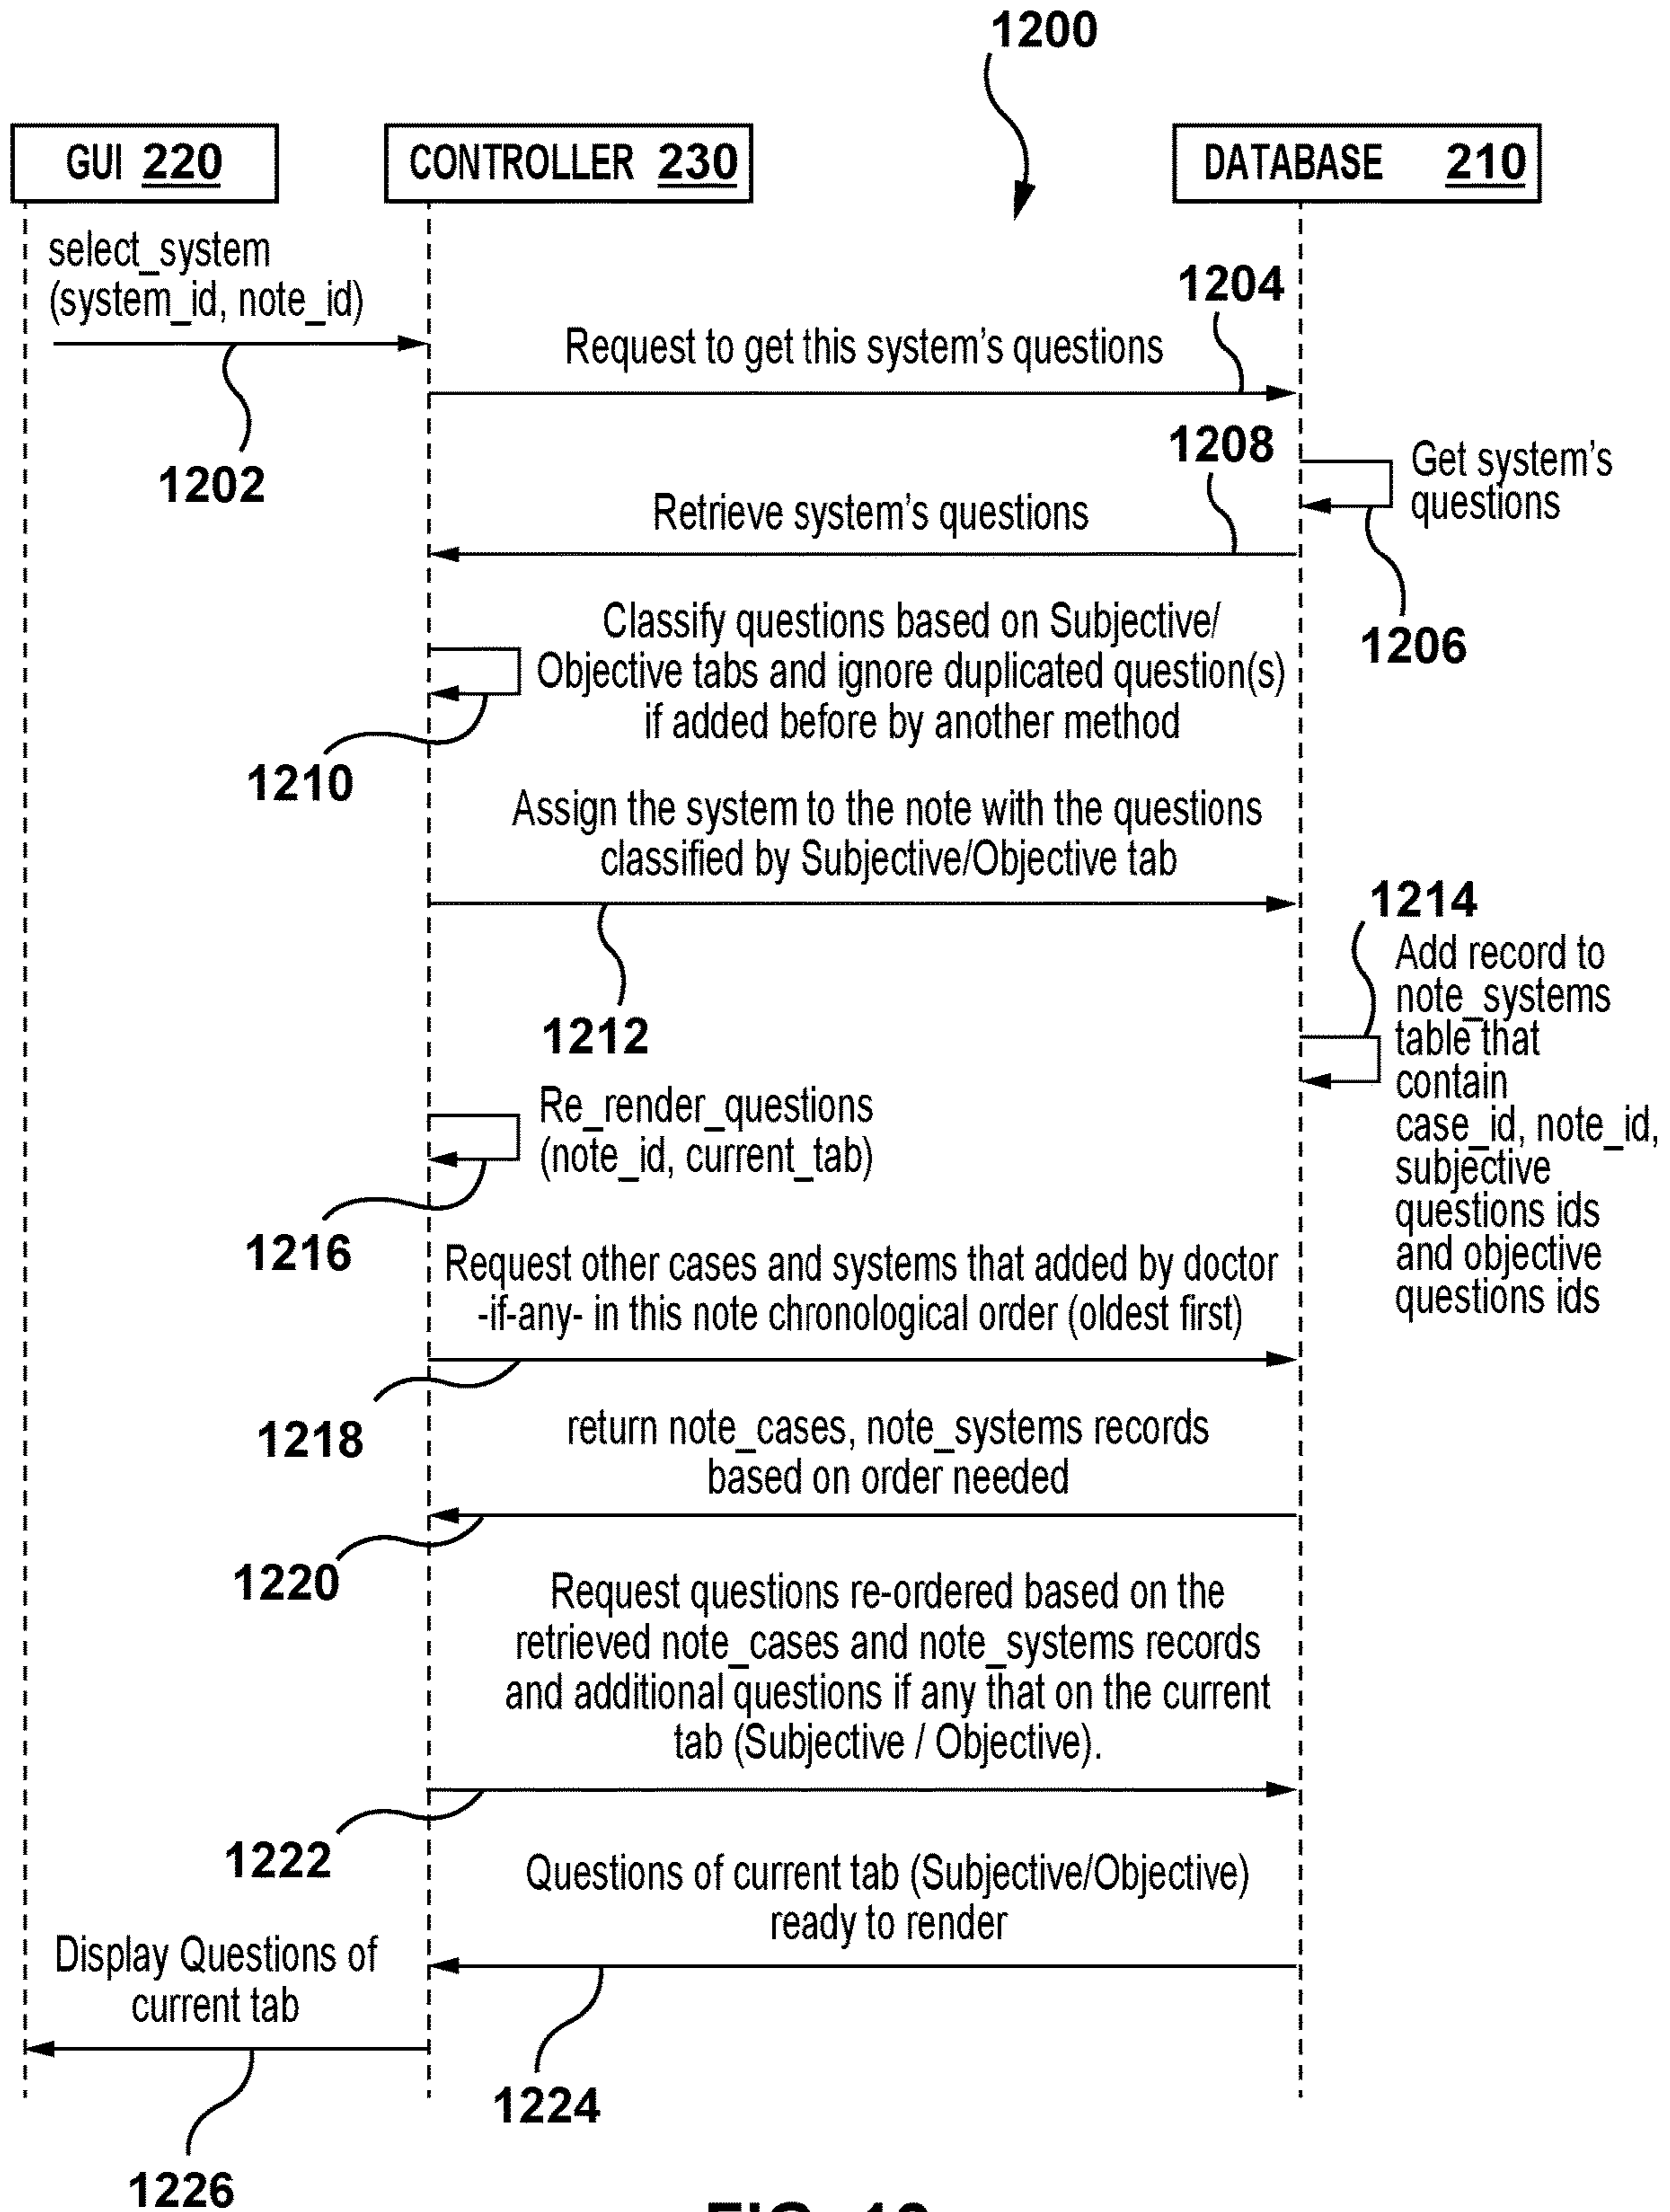 1200
GUI 220
CONTROLLER 230
DATABASE 210
select_system
(system_id, note_id)
1202
1204
Request to get this system's questions
1208
Get system's
questions
1206
Retrieve system's questions
Classify questions based on Subjective/
Objective tabs and ignore duplicated question(s)
if added before by another method
1210
Assign the system to the note with the questions
classified by Subjective/Objective tab
1212
1214
Add record to
note_systems
table that
contain
case_id, note_id,
subjective
questions ids
and objective
questions ids
Re_render_questions
(note_id, current_tab)
1216
Request other cases and systems that added by doctor
-if-any- in this note chronological order (oldest first)
1218
return note_cases, note_systems records
based on order needed
1220
Request questions re-ordered based on the
retrieved note_cases and note_systems records
and additional questions if any that on the current
tab (Subjective / Objective).
1222
Questions of current tab (Subjective/Objective)
ready to render
1224
Display Questions of
current tab
1226